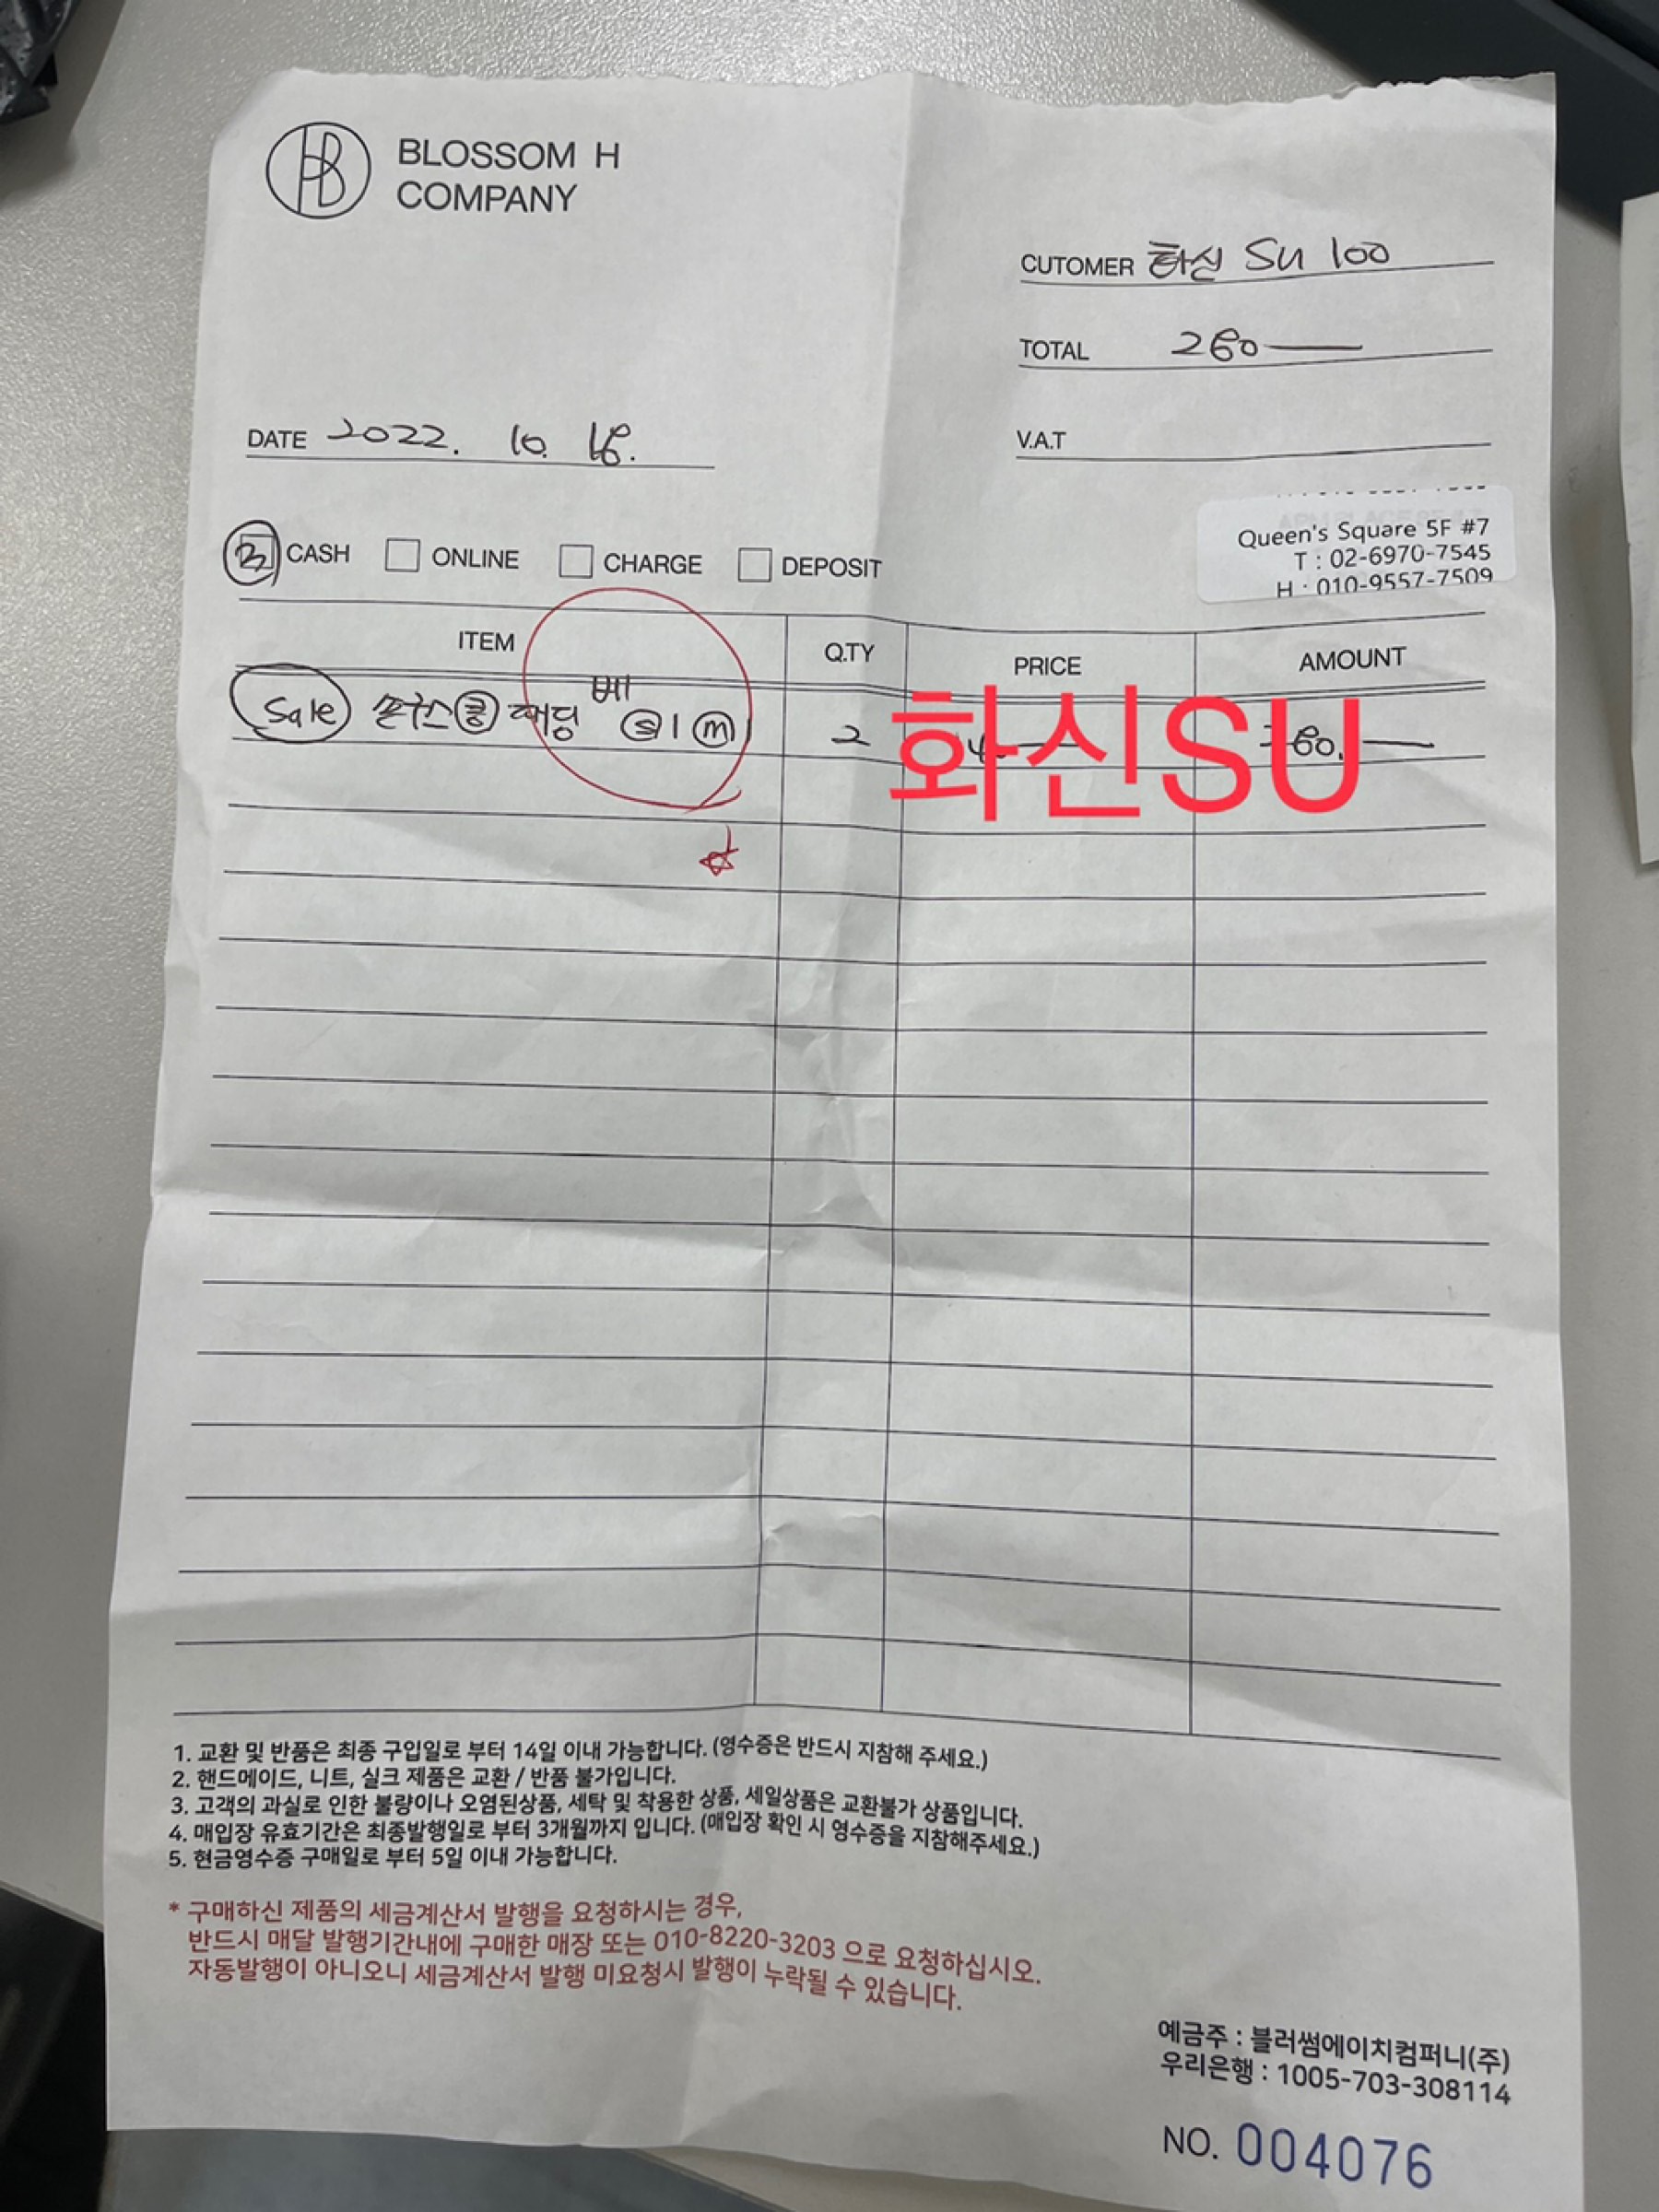 BLOSSOM H
COMPANY
CUTOMER 화신 SU 100
TOTAL 260
DATE 2022. 10. 16.
V.A.T
CASH ONLINE CHARGE DEPOSIT
Queen's Square 5F #7
T : 02-6970-7545
H : 010-9557-7509
ITEM Q.TY PRICE AMOUNT
베
Sale 패딩 S 1 M 1 2 260.
화신SU
1. 교환 및 반품은 최종 구입일로 부터 14일 이내 가능합니다. (영수증은 반드시 지참해 주세요.)
2. 핸드메이드, 니트, 실크 제품은 교환 / 반품 불가입니다.
3. 고객의 과실로 인한 불량이나 오염된상품, 세탁 및 착용한 상품, 세일상품은 교환불가 상품입니다.
4. 매입장 유효기간은 최종발행일로 부터 3개월까지 입니다. (매입장 확인 시 영수증을 지참해주세요.)
5. 현금영수증 구매일로 부터 5일 이내 가능합니다.
* 구매하신 제품의 세금계산서 발행을 요청하시는 경우,
반드시 매달 발행기간내에 구매한 매장 또는 010-8220-3203 으로 요청하십시오.
자동발행이 아니오니 세금계산서 발행 미요청시 발행이 누락될 수 있습니다.
예금주 : 블러썸에이치컴퍼니(주)
우리은행 : 1005-703-308114
NO. 004076